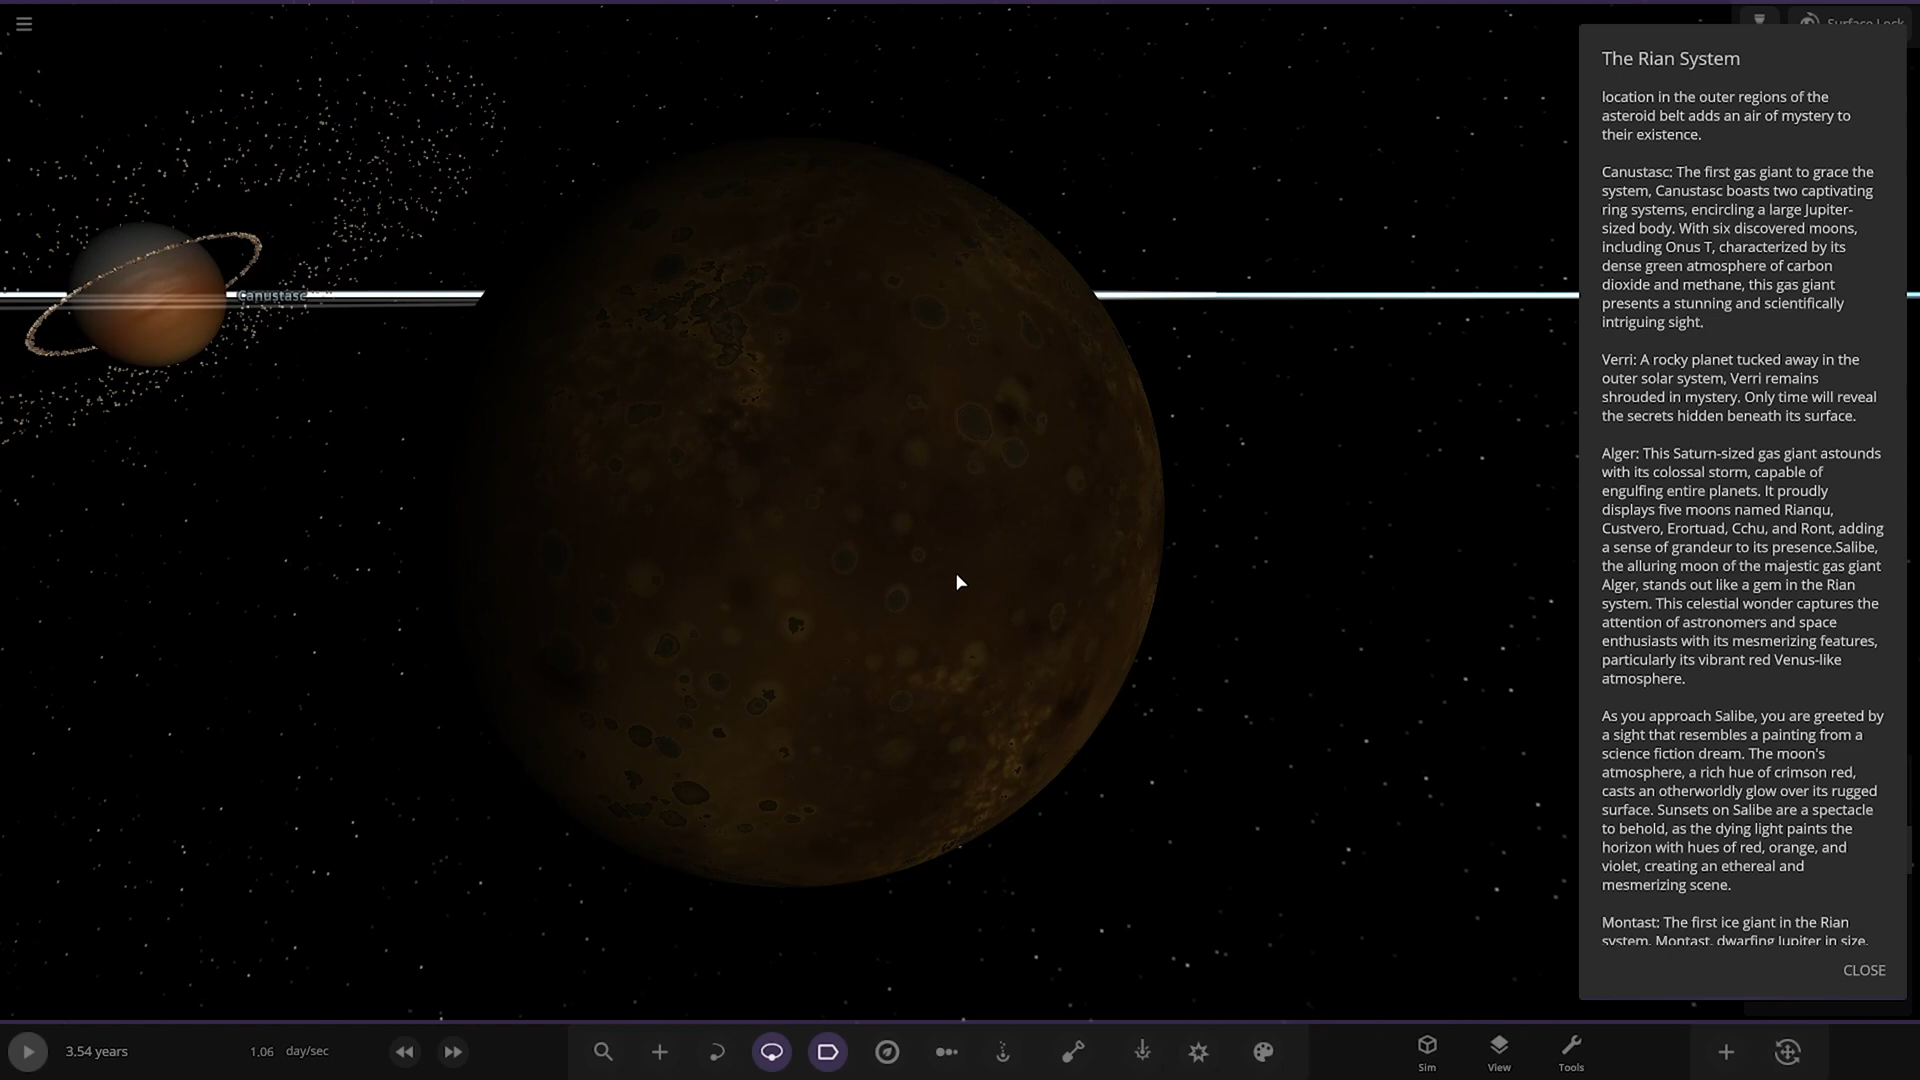 Surface Lock
The Rian System
location in the outer regions of the
asteroid belt adds an air of mystery to
their existence.
Canustasc: The first gas giant to grace the
system, Canustasc boasts two captivating
ring systems, encircling a large Jupiter-
sized body. With six discovered moons,
including Onus T, characterized by its
dense green atmosphere of carbon
dioxide and methane, this gas giant
presents a stunning and scientifically
intriguing sight.
Verri: A rocky planet tucked away in the
outer solar system, Verri remains
shrouded in mystery. Only time will reveal
the secrets hidden beneath its surface.
Alger: This Saturn-sized gas giant astounds
with its colossal storm, capable of
engulfing entire planets. It proudly
displays five moons named Rianqu,
Custvero, Erortuad, Cchu, and Ront, adding
a sense of grandeur to its presence.Salibe,
the alluring moon of the majestic gas giant
Alger, stands out like a gem in the Rian
system. This celestial wonder captures the
attention of astronomers and space
enthusiasts with its mesmerizing features,
particularly its vibrant red Venus-like
atmosphere.
As you approach Salibe, you are greeted by
a sight that resembles a painting from a
science fiction dream. The moon's
atmosphere, a rich hue of crimson red,
casts an otherworldly glow over its rugged
surface. Sunsets on Salibe are a spectacle
to behold, as the dying light paints the
horizon with hues of red, orange, and
violet, creating an ethereal and
mesmerizing scene.
Montast: The first ice giant in the Rian
system, Montast, dwarfing Jupiter in size,
CLOSE
Canustasc
3.54 years
1.06 day/sec
Sim
View
Tools